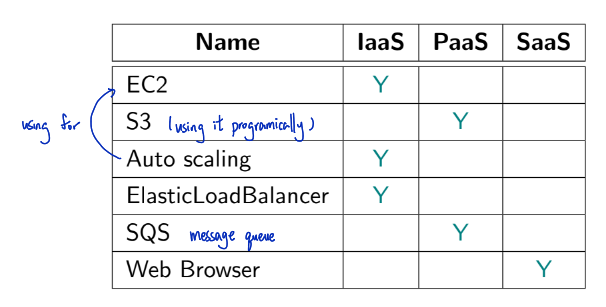 Name IaaS PaaS SaaS
EC2 Y
S3 (using it programically) Y
using for
Auto scaling Y
ElasticLoadBalancer Y
SQS message queue Y
Web Browser Y